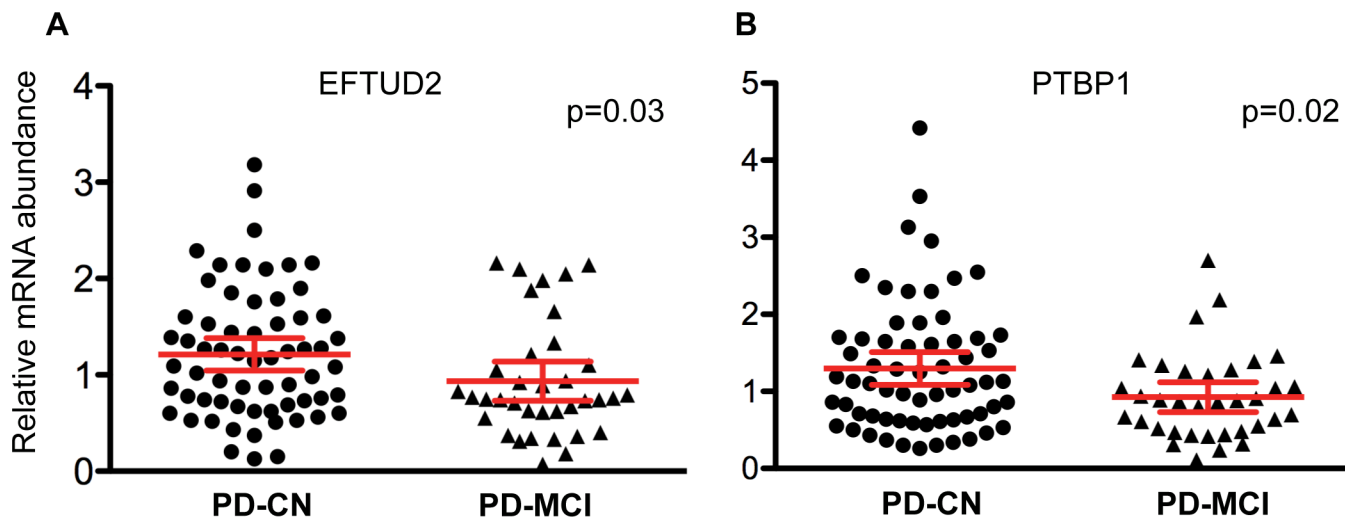 A
EFTUD2
p=0.03
Relative mRNA abundance
4
3
2
1
0
PD-CN
PD-MCI
B
PTBP1
p=0.02
5
4
3
2
1
0
PD-CN
PD-MCI